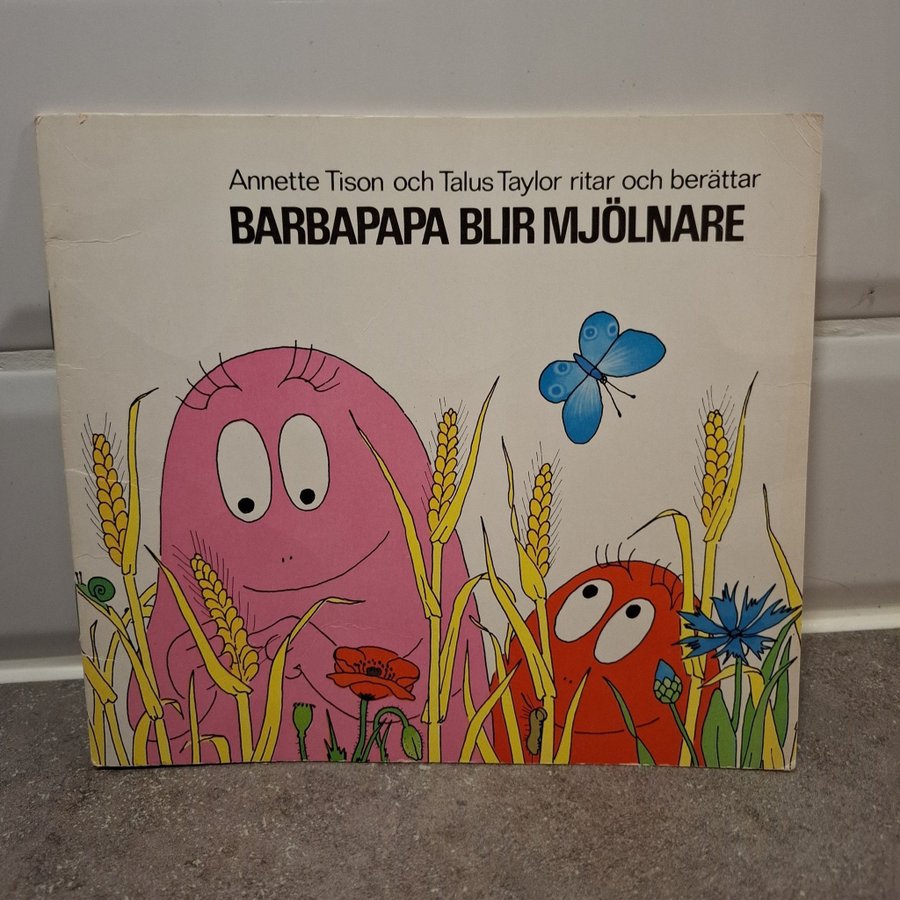 Annette Tison och Talus Taylor ritar och berättar
BARBAPAPA BLIR MJÖLNARE